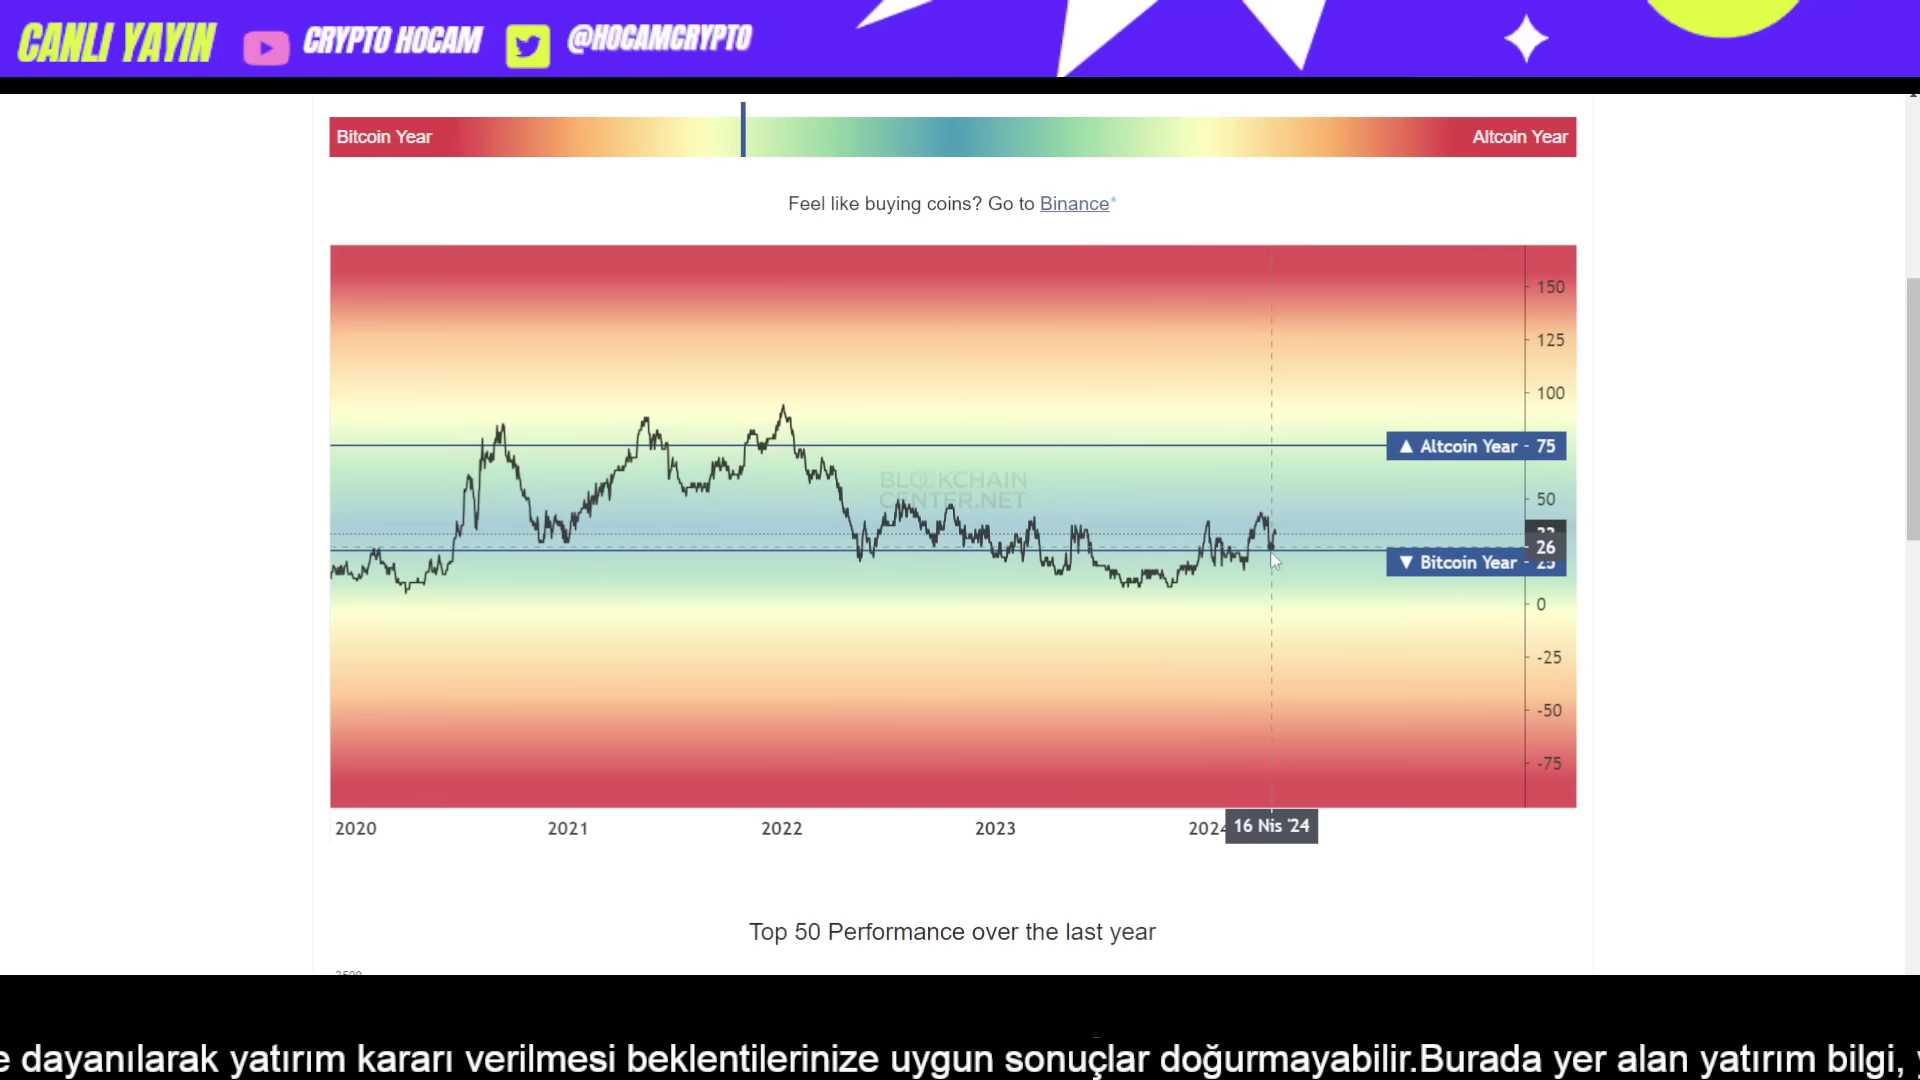 CANLI YAYIN CRYPTO HOCAM @HOCAMCRYPTO
Bitcoin Year Altcoin Year
Feel like buying coins? Go to Binance*
150
125
100
▲ Altcoin Year - 75
BLOCKCHAIN
CENTER.NET
50
26
▼ Bitcoin Year - 25
0
-25
-50
-75
2020 2021 2022 2023 2024 16 Nis '24
Top 50 Performance over the last year
e dayanılarak yatırım kararı verilmesi beklentilerinize uygun sonuçlar doğurmayabilir.Burada yer alan yatırım bilgi,